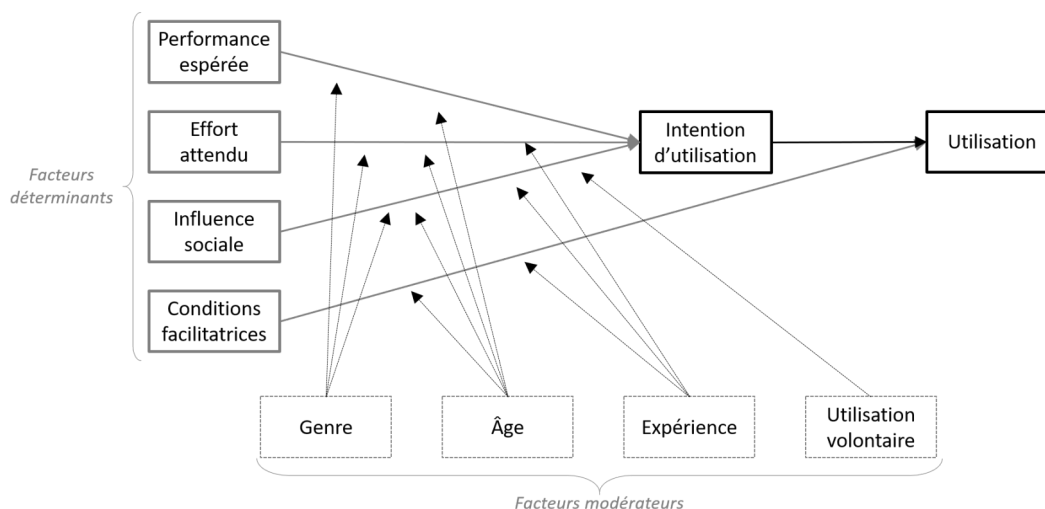 Performance
espérée
Effort
attendu
Intention
d’utilisation
Utilisation
Facteurs
déterminants
Influence
sociale
Conditions
facilitatrices
Genre
Âge
Expérience
Utilisation
volontaire
Facteurs modérateurs